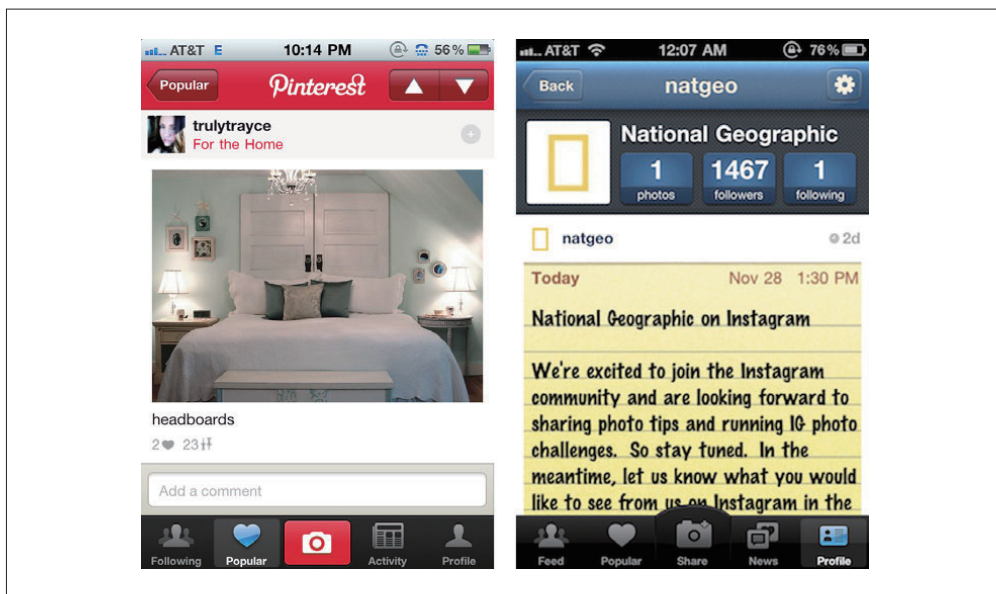 AT&T E 10:14 PM 56%
Popular Pinterest
trulytrayce
For the Home
headboards
2 23
Add a comment
Following Popular Activity Profile
AT&T 12:07 AM 76%
Back natgeo
National Geographic
1 1467 1
photos followers following
natgeo 2d
Today Nov 28 1:30 PM
National Geographic on Instagram
We're excited to join the Instagram
community and are looking forward to
sharing photo tips and running IG photo
challenges. So stay tuned. In the
meantime, let us know what you would
like to see from us on Instagram in the
Feed Popular Share News Profile